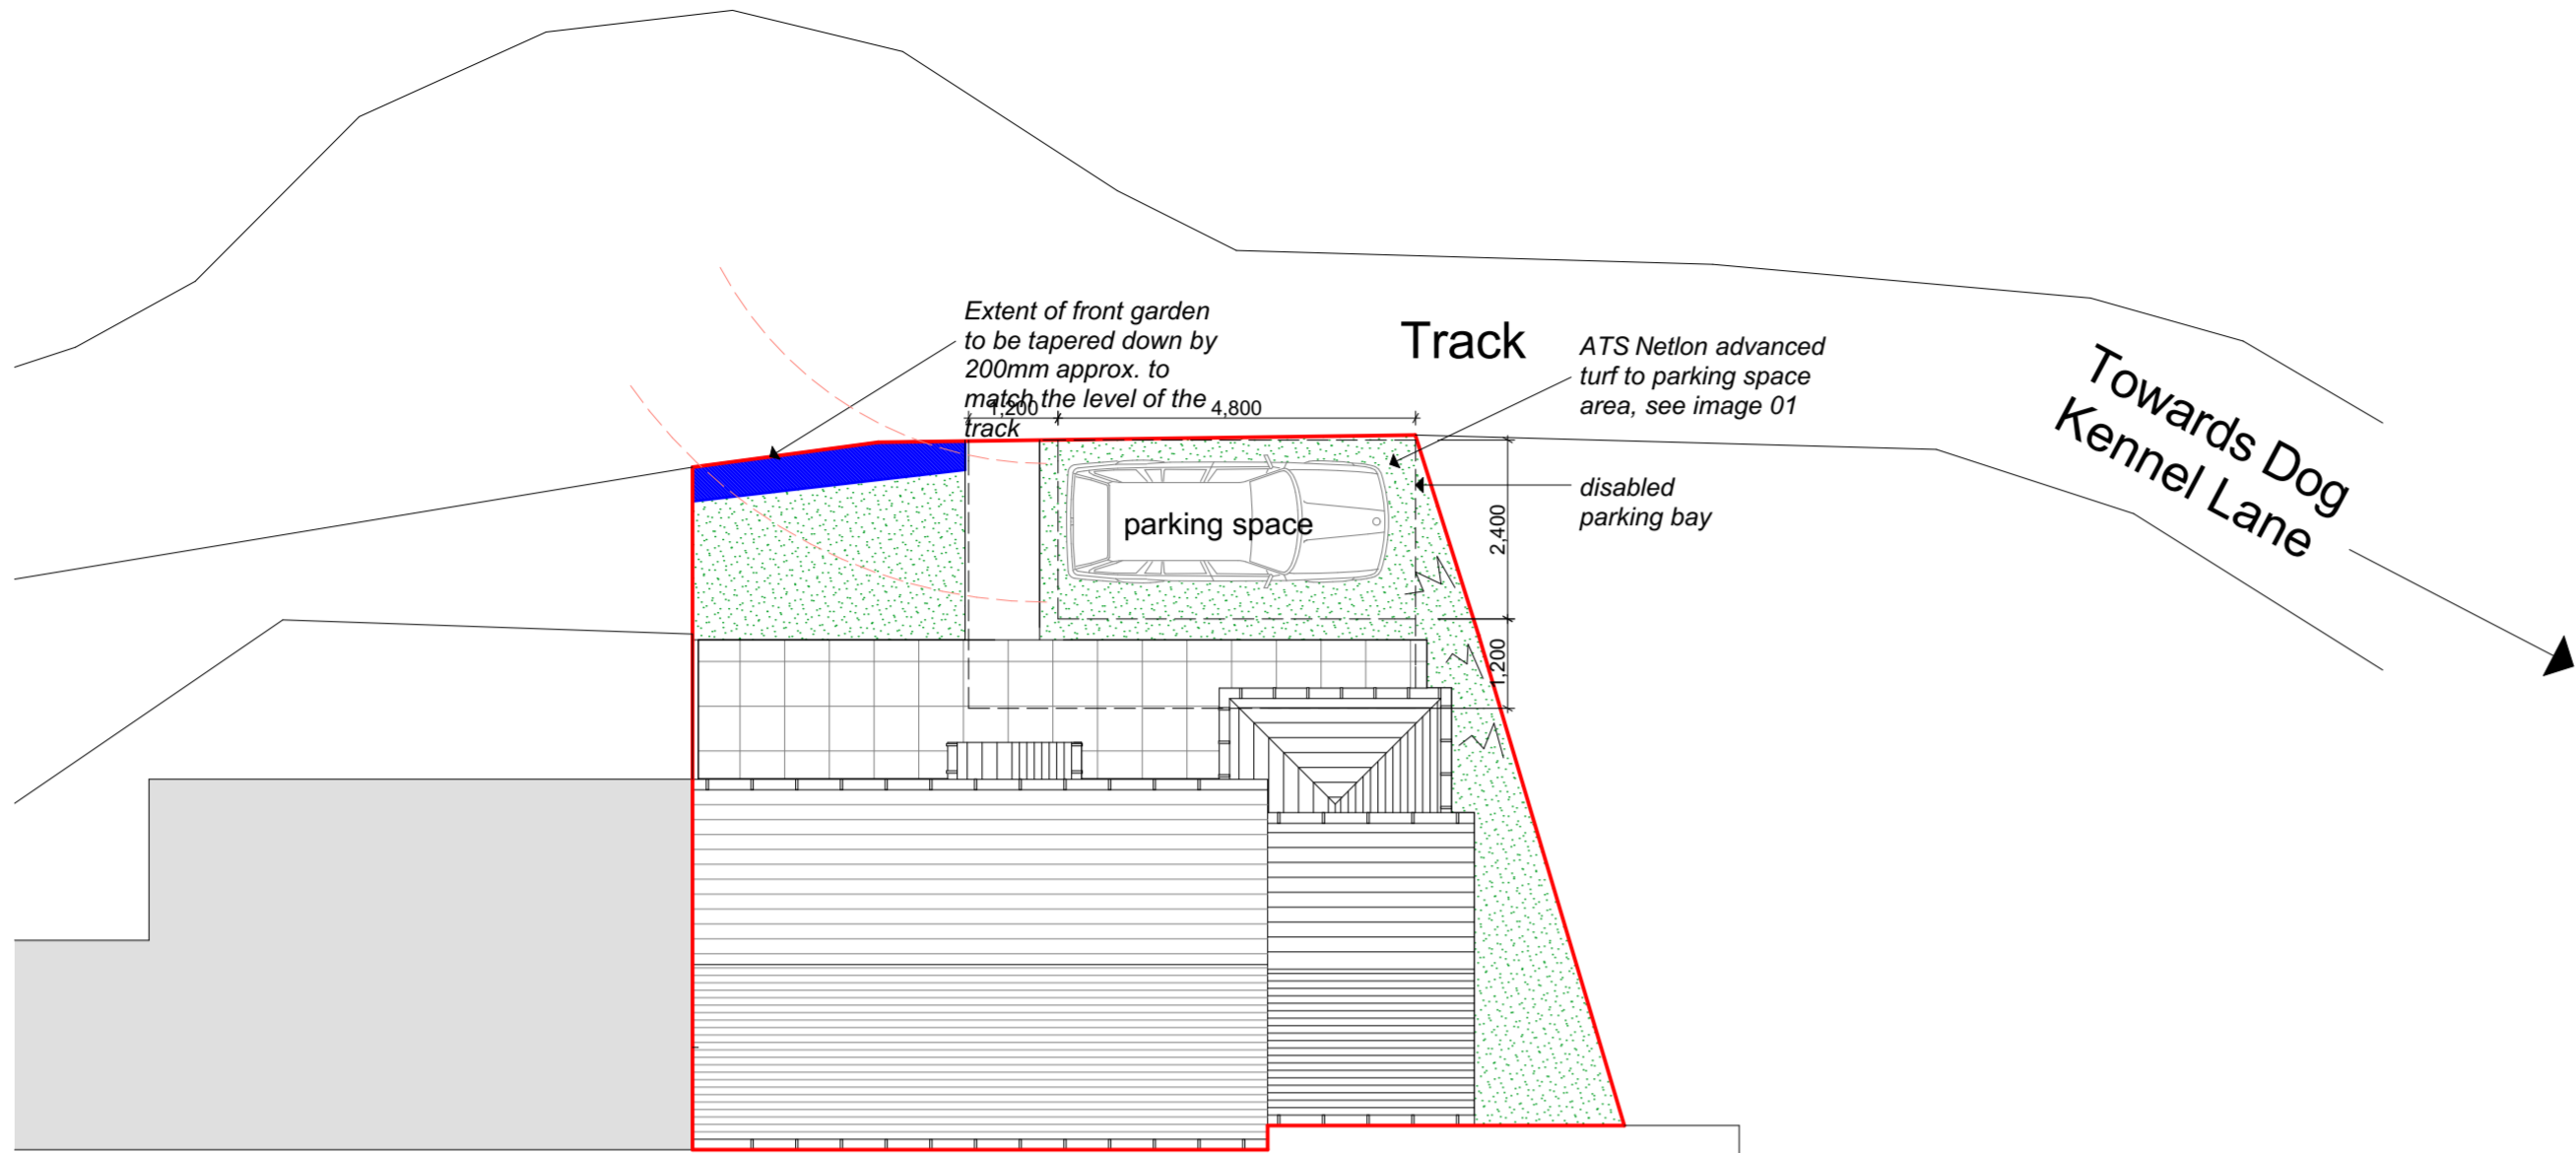 Extent of front garden
to be tapered down by
200mm approx. to
match the level of the
track
1,200
4,800
Track
ATS Netlon advanced
turf to parking space
area, see image 01
disabled
parking bay
parking space
2,400
1,200
Towards Dog
Kennel Lane